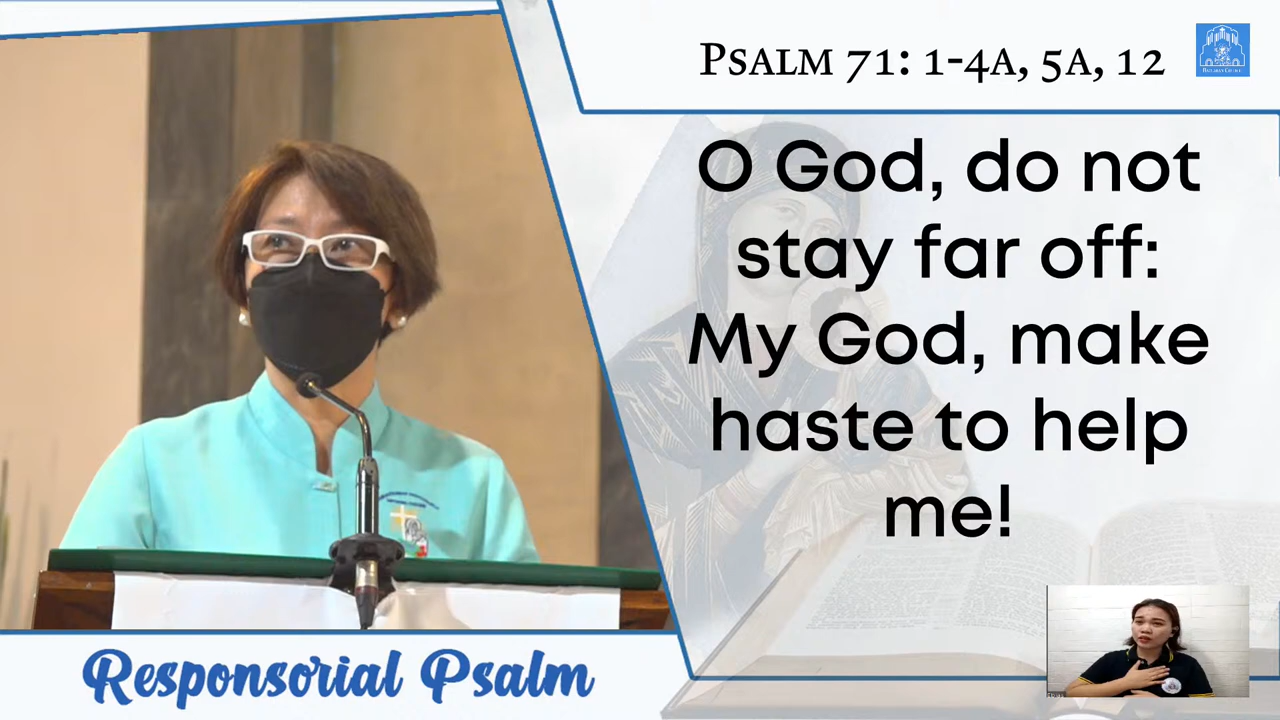 PSALM 71: 1-4A, 5A, 12
O God, do not
stay far off:
My God, make
haste to help
me!
Responsorial Psalm